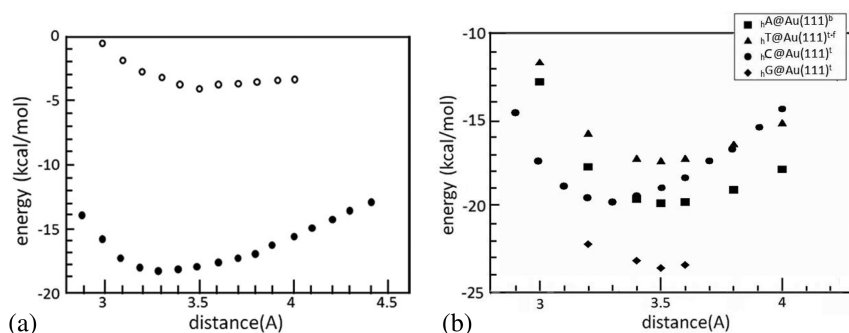 0
-5
-10
-15
-20
3
3.5
4
4.5
energy (kcal/mol)
distance(A)
(a)
ₕA@Au(111)ᵇ
ₕT@Au(111)ᵗ⁻ᶠ
ₕC@Au(111)ᵗ
ₕG@Au(111)ᵗ
-10
-15
-20
-25
3
3.5
4
energy (kcal/mol)
distance(A)
(b)